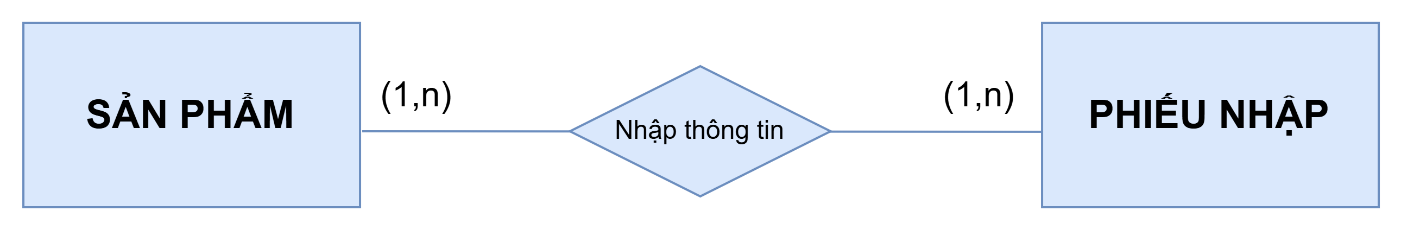 SẢN PHẨM
(1,n)
Nhập thông tin
(1,n)
PHIẾU NHẬP